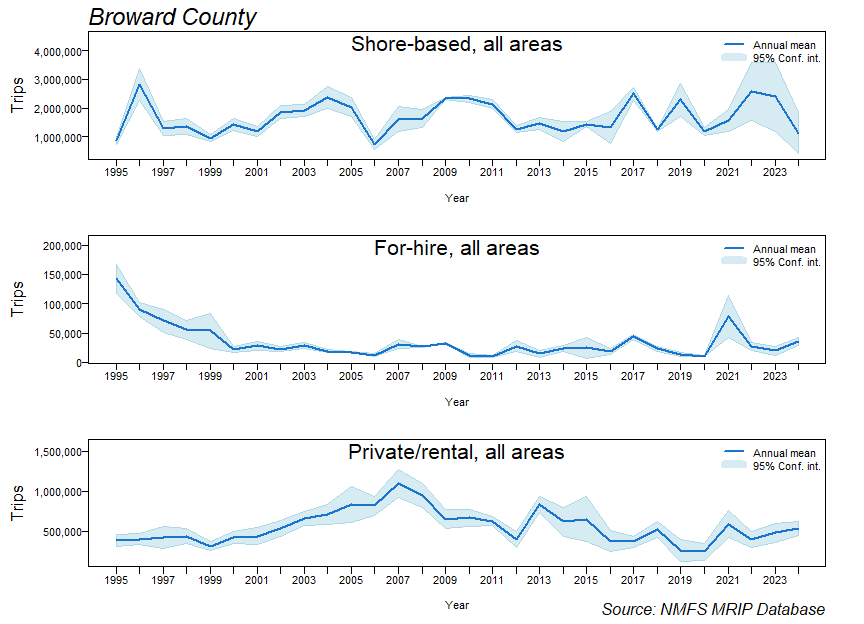 Broward County
Shore-based, all areas
Annual mean
95% Conf. int.
Trips
4,000,000
3,000,000
2,000,000
1,000,000
1995 1997 1999 2001 2003 2005 2007 2009 2011 2013 2015 2017 2019 2021 2023
Year
For-hire, all areas
Annual mean
95% Conf. int.
Trips
200,000
150,000
100,000
50,000
0
1995 1997 1999 2001 2003 2005 2007 2009 2011 2013 2015 2017 2019 2021 2023
Year
Private/rental, all areas
Annual mean
95% Conf. int.
Trips
1,500,000
1,000,000
500,000
1995 1997 1999 2001 2003 2005 2007 2009 2011 2013 2015 2017 2019 2021 2023
Year
Source: NMFS MRIP Database